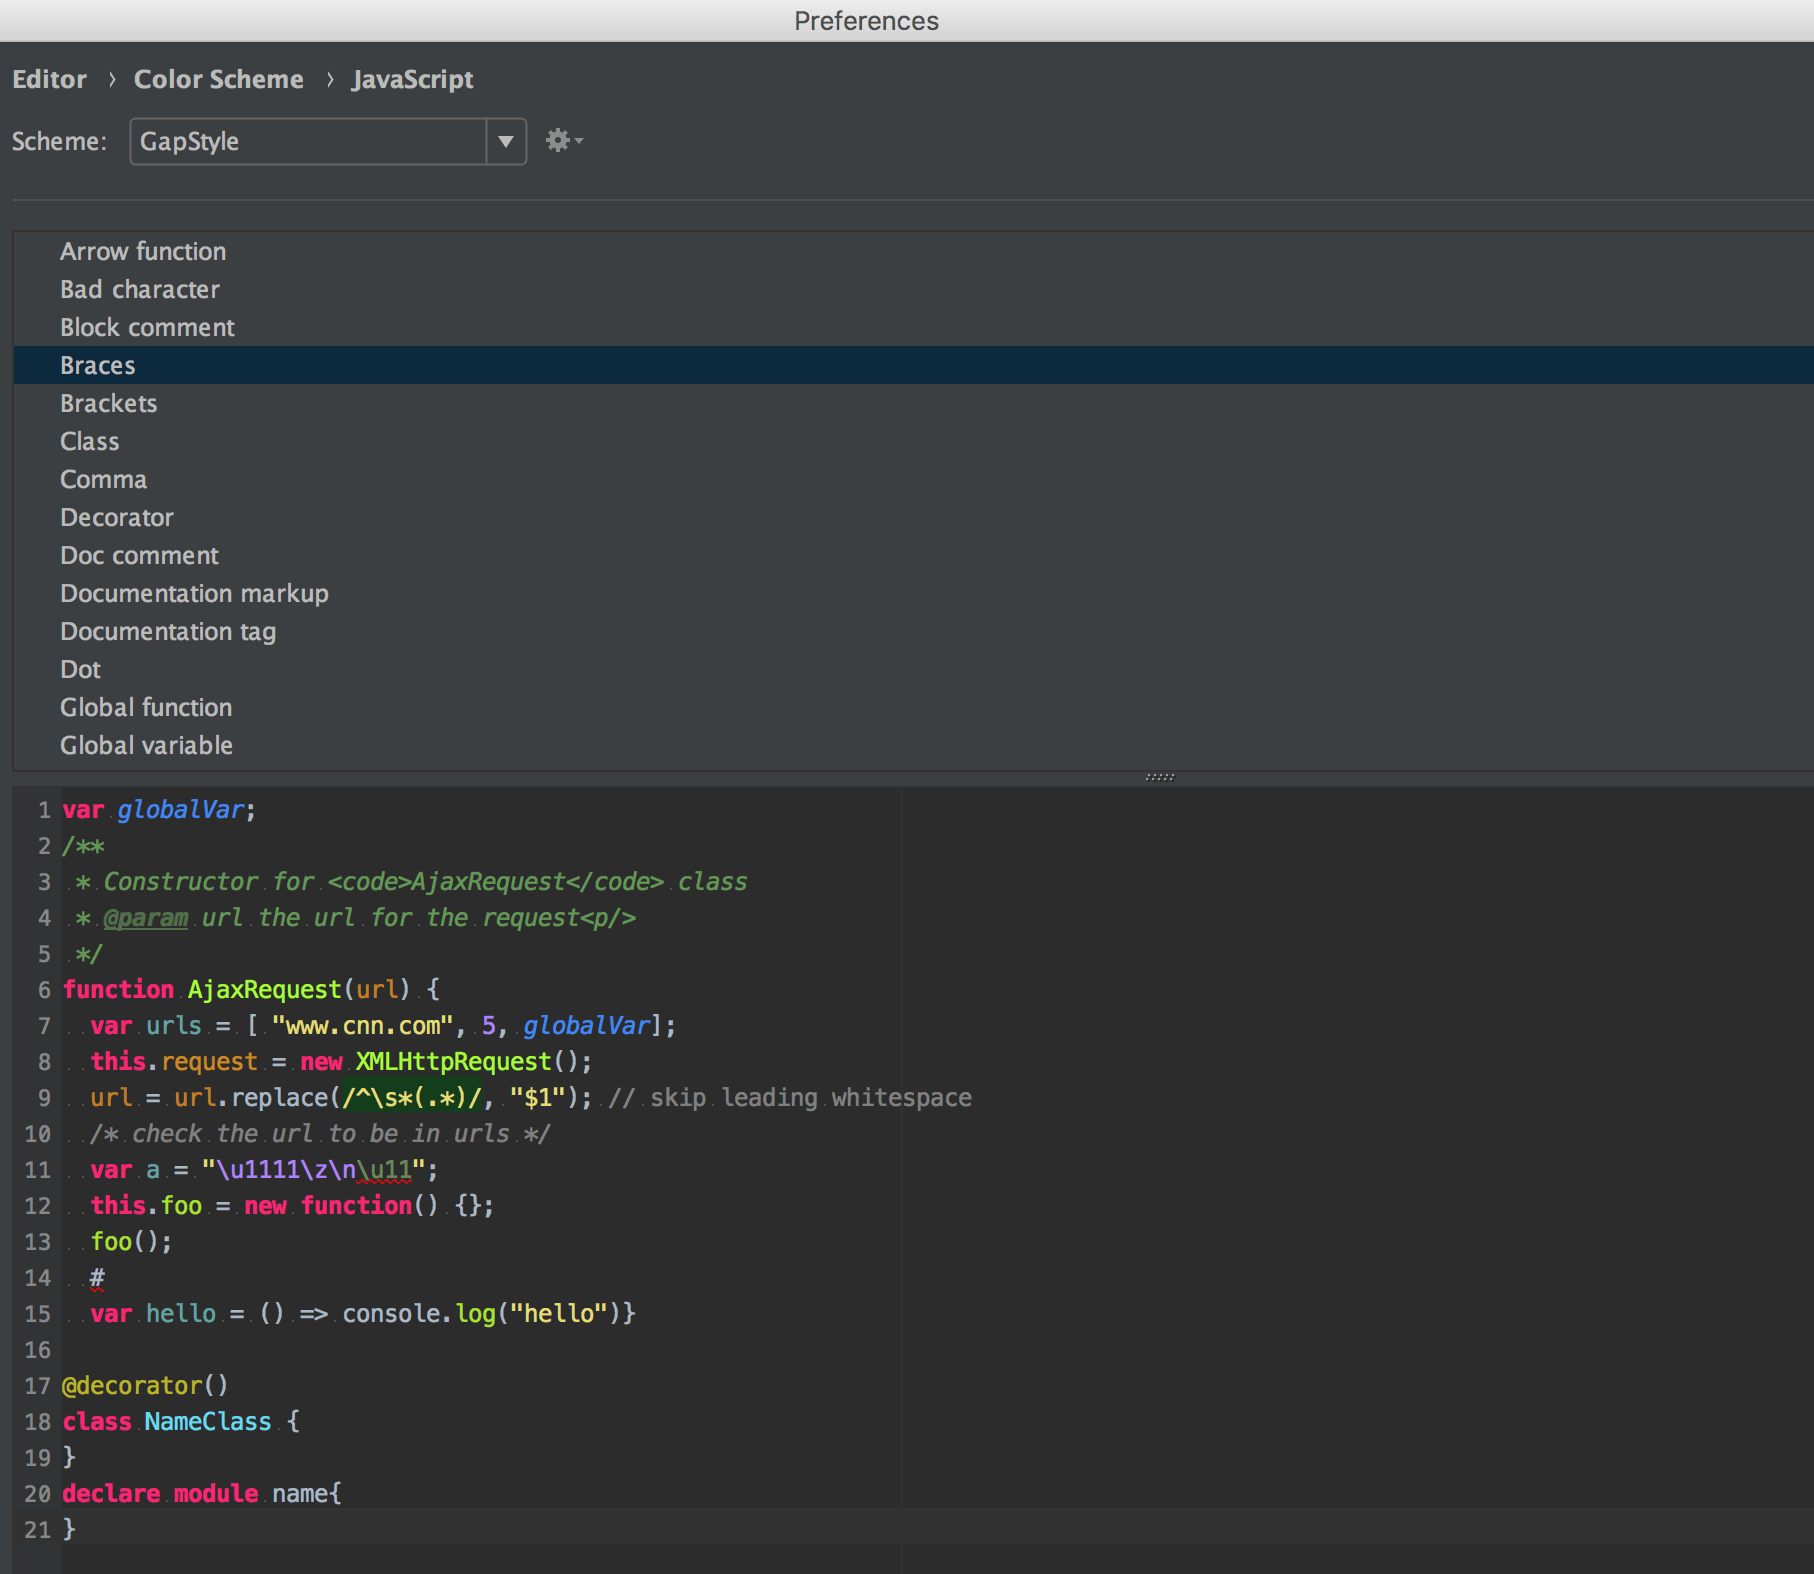 Preferences
Editor › Color Scheme › JavaScript
Scheme: GapStyle
Arrow function
Bad character
Block comment
Braces
Brackets
Class
Comma
Decorator
Doc comment
Documentation markup
Documentation tag
Dot
Global function
Global variable
1 var globalVar;
2 /**
3  * Constructor for <code>AjaxRequest</code> class
4  * @param url the url for the request<p/>
5  */
6 function AjaxRequest(url) {
7   var urls = [ "www.cnn.com", 5, globalVar];
8   this.request = new XMLHttpRequest();
9   url = url.replace(/^\s*(.*)/, "$1"); // skip leading whitespace
10   /* check the url to be in urls */
11   var a = "\u1111\z\n\u11";
12   this.foo = new function() {};
13   foo();
14   #
15   var hello = () => console.log("hello")}
16
17 @decorator()
18 class NameClass {
19 }
20 declare module name{
21 }